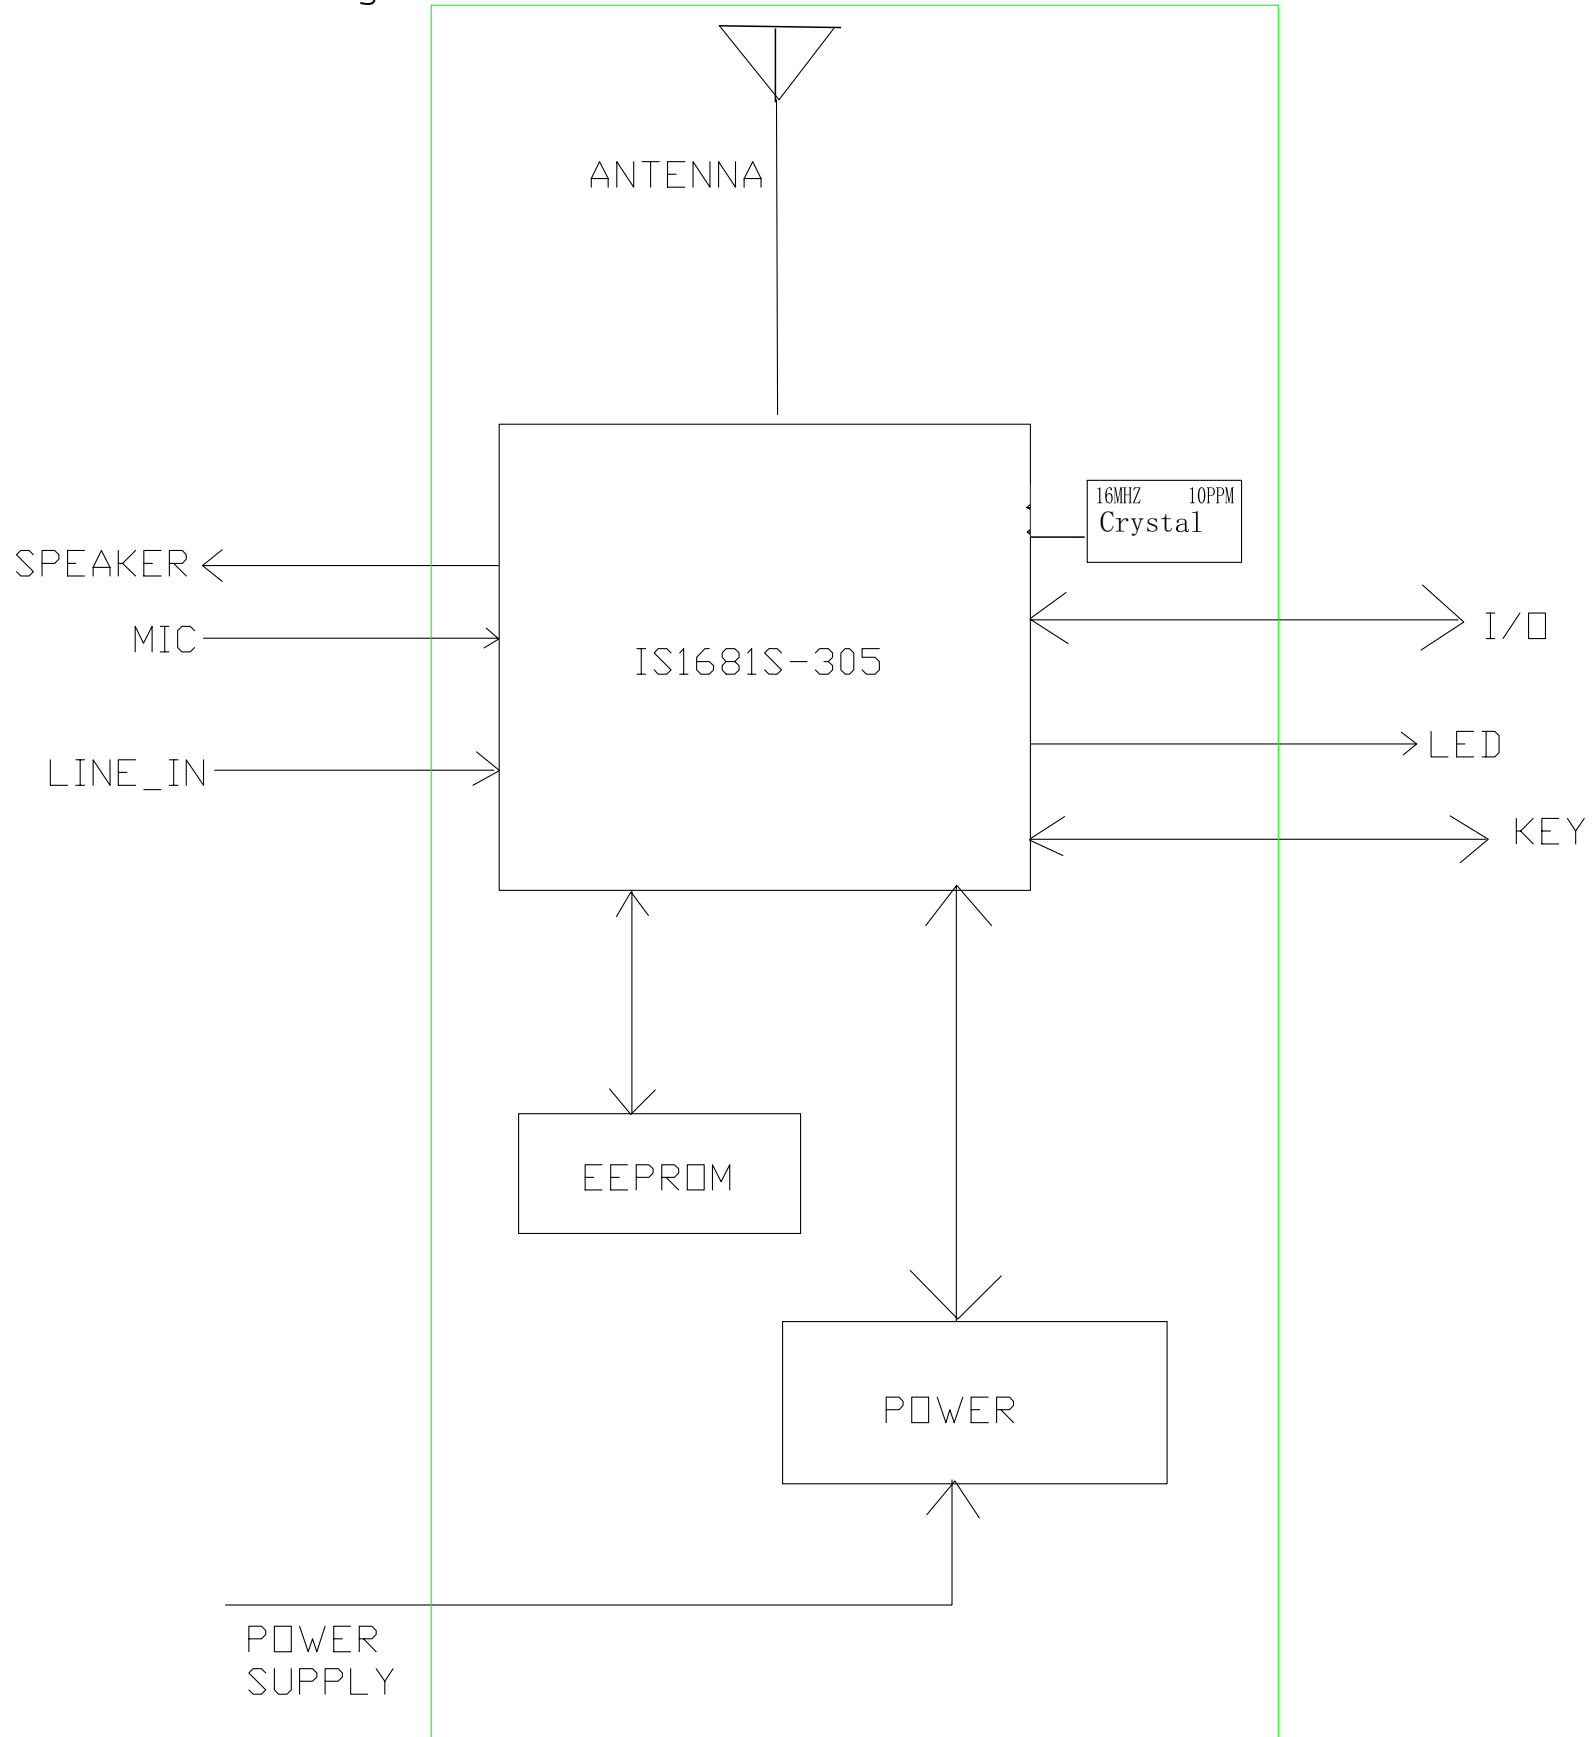 ANTENNA
16MHZ 10PPM
Crystal
SPEAKER
MIC
I/O
IS1681S-305
LED
LINE_IN
KEY
EEPROM
POWER
POWER
SUPPLY